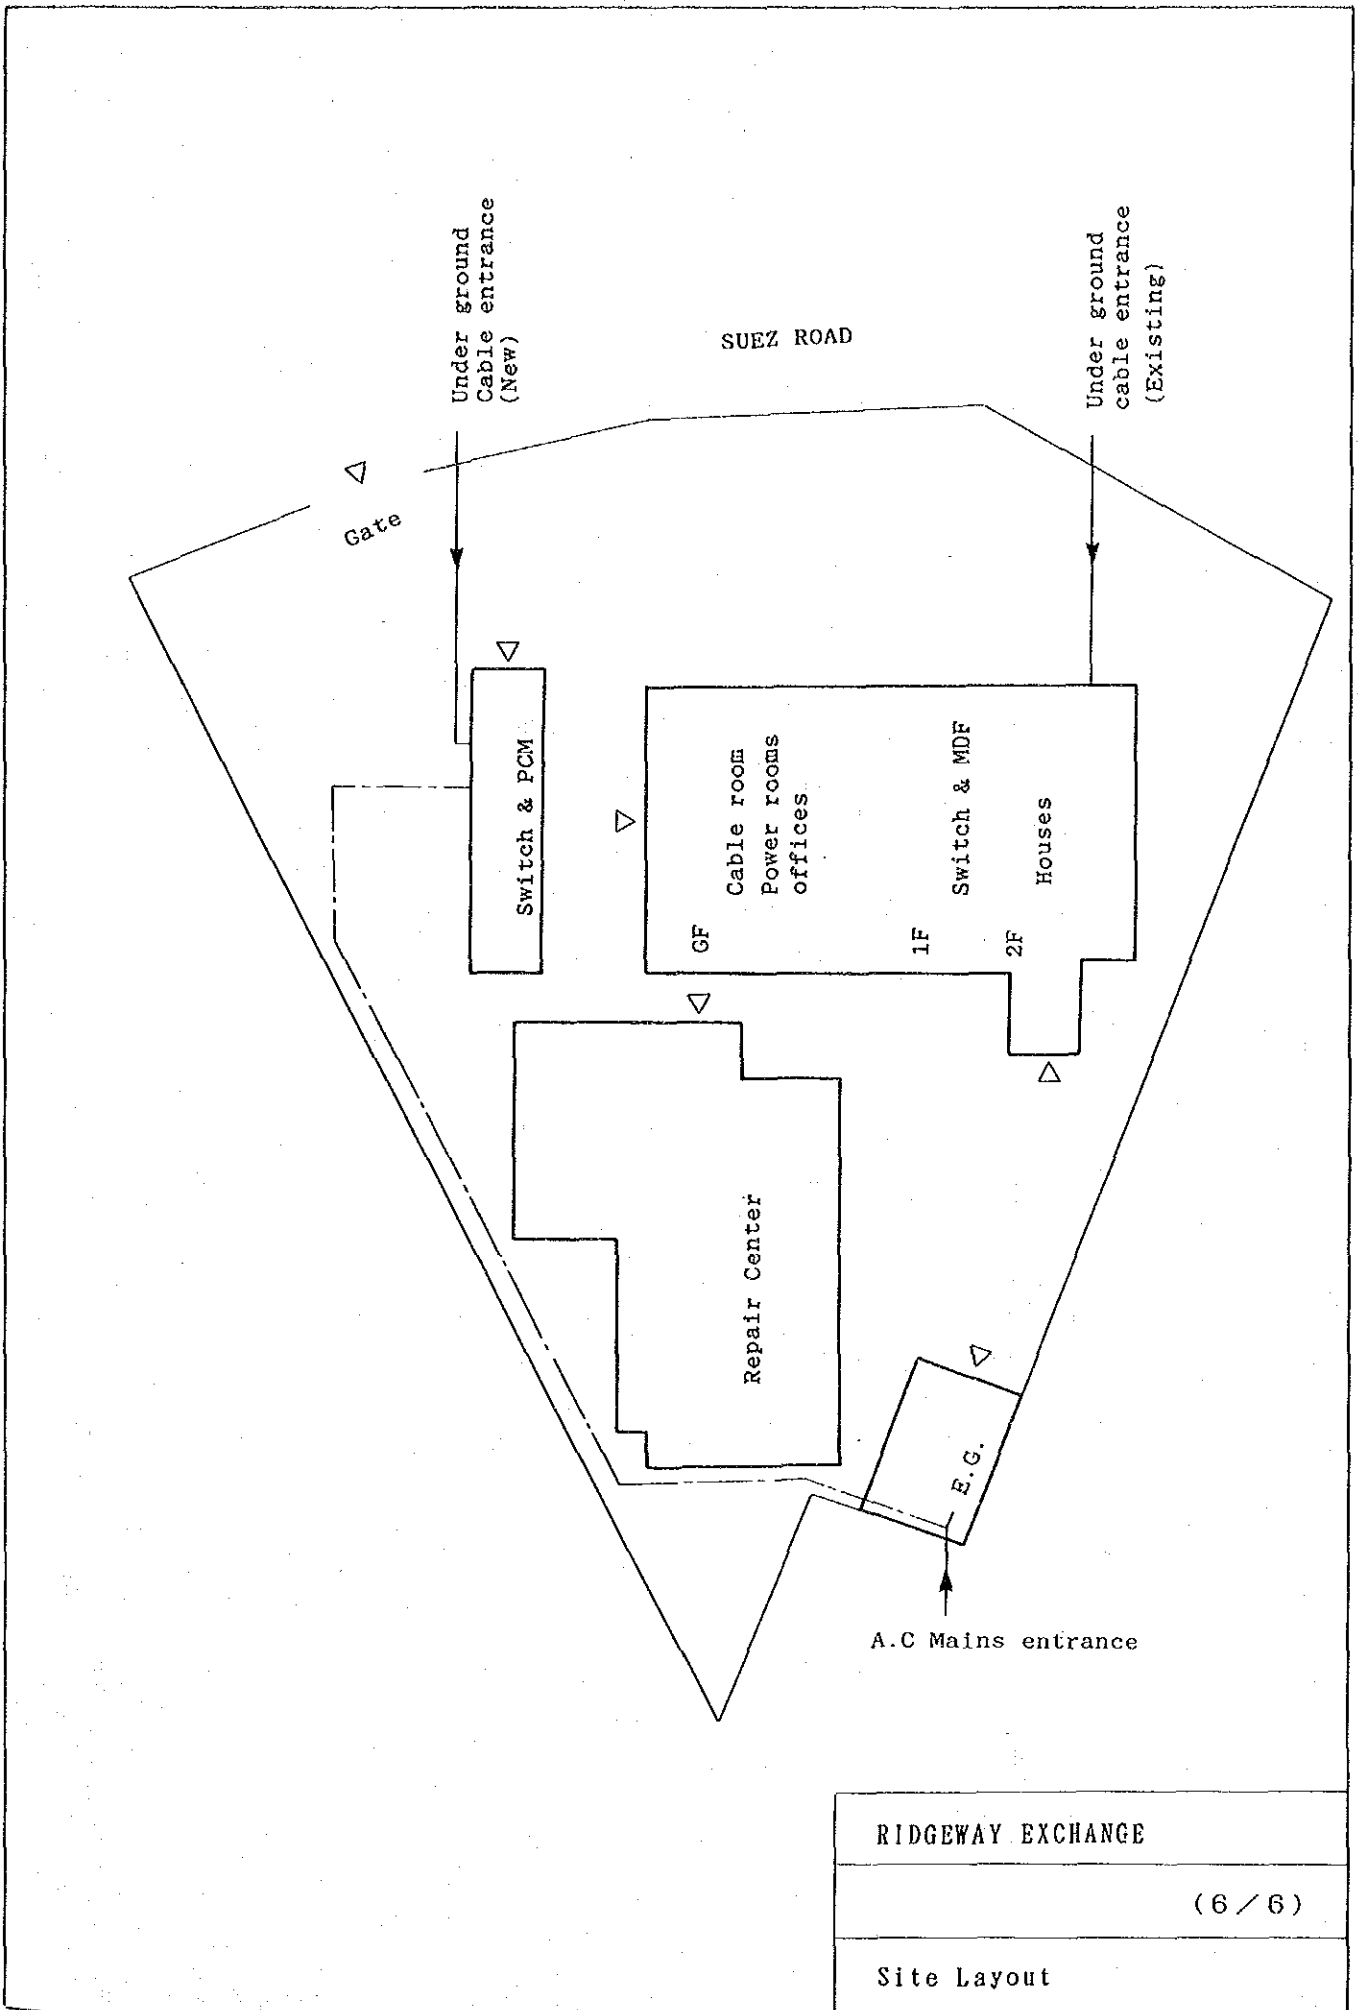 Under ground
Cable entrance
(New)
SUEZ ROAD
Under ground
cable entrance
(Existing)
Gate
Switch & PCM
GF
Cable room
Power rooms
offices
1F
Switch & MDF
2F
Houses
Repair Center
E.G.
A.C Mains entrance
RIDGEWAY EXCHANGE
(6/6)
Site Layout